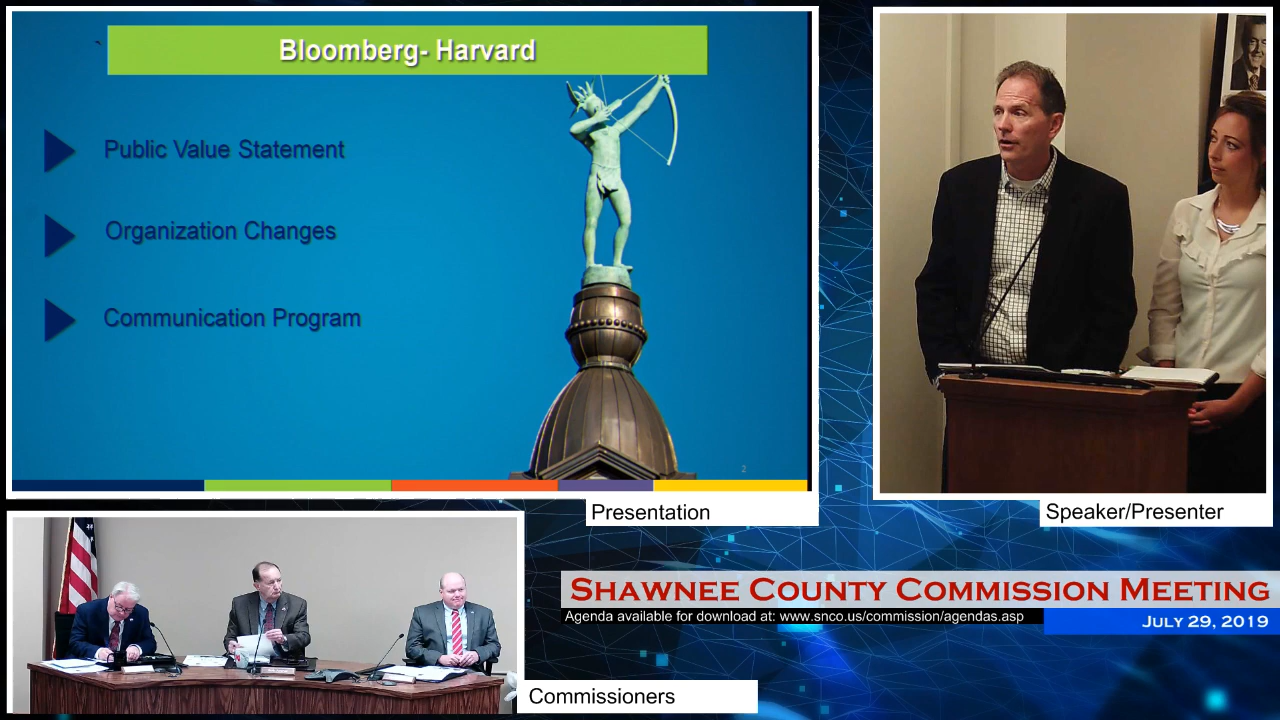 Bloomberg- Harvard
Public Value Statement
Organization Changes
Communication Program
2
Presentation
Speaker/Presenter
SHAWNEE COUNTY COMMISSION MEETING
Agenda available for download at: www.snco.us/commission/agendas.asp
JULY 29, 2019
Commissioners